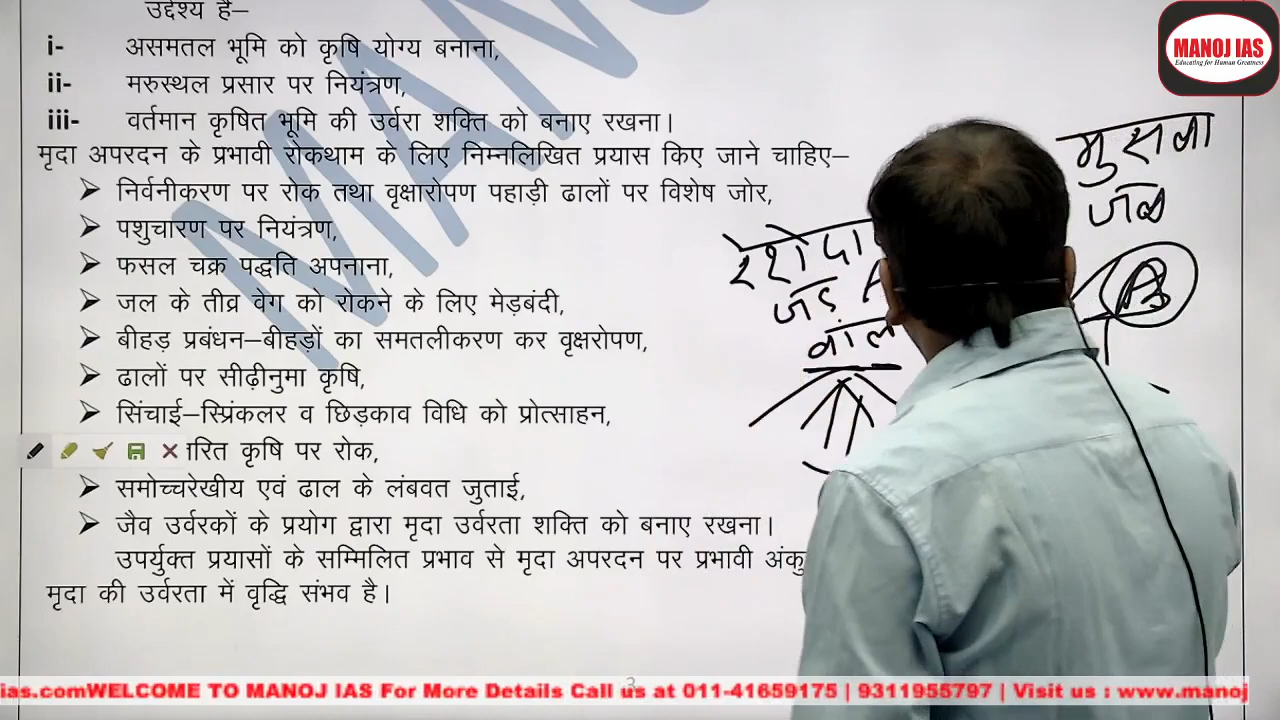 उद्देश्य हैं–
i- असमतल भूमि को कृषि योग्य बनाना,
ii- मरुस्थल प्रसार पर नियंत्रण,
iii- वर्तमान कृषित भूमि की उर्वरा शक्ति को बनाए रखना।
मृदा अपरदन के प्रभावी रोकथाम के लिए निम्नलिखित प्रयास किए जाने चाहिए–
➢ निर्वनीकरण पर रोक तथा वृक्षारोपण पहाड़ी ढालों पर विशेष जोर,
➢ पशुचारण पर नियंत्रण,
➢ फसल चक्र पद्धति अपनाना,
➢ जल के तीव्र वेग को रोकने के लिए मेड़बंदी,
➢ बीहड़ प्रबंधन–बीहड़ों का समतलीकरण कर वृक्षरोपण,
➢ ढालों पर सीढ़ीनुमा कृषि,
➢ सिंचाई–स्प्रिंकलर व छिड़काव विधि को प्रोत्साहन,
रित कृषि पर रोक,
➢ समोच्चरेखीय एवं ढाल के लंबवत जुताई,
➢ जैव उर्वरकों के प्रयोग द्वारा मृदा उर्वरता शक्ति को बनाए रखना।
उपर्युक्त प्रयासों के सम्मिलित प्रभाव से मृदा अपरदन पर प्रभावी अंकु
मृदा की उर्वरता में वृद्धि संभव है।
3
रेशेदा
जड़
वाल
मुसला
जड़
MANOJ IAS
Educating for Human Greatness
ias.comWELCOME TO MANOJ IAS For More Details Call us at 011-41659175 | 9311955797 | Visit us : www.manoj